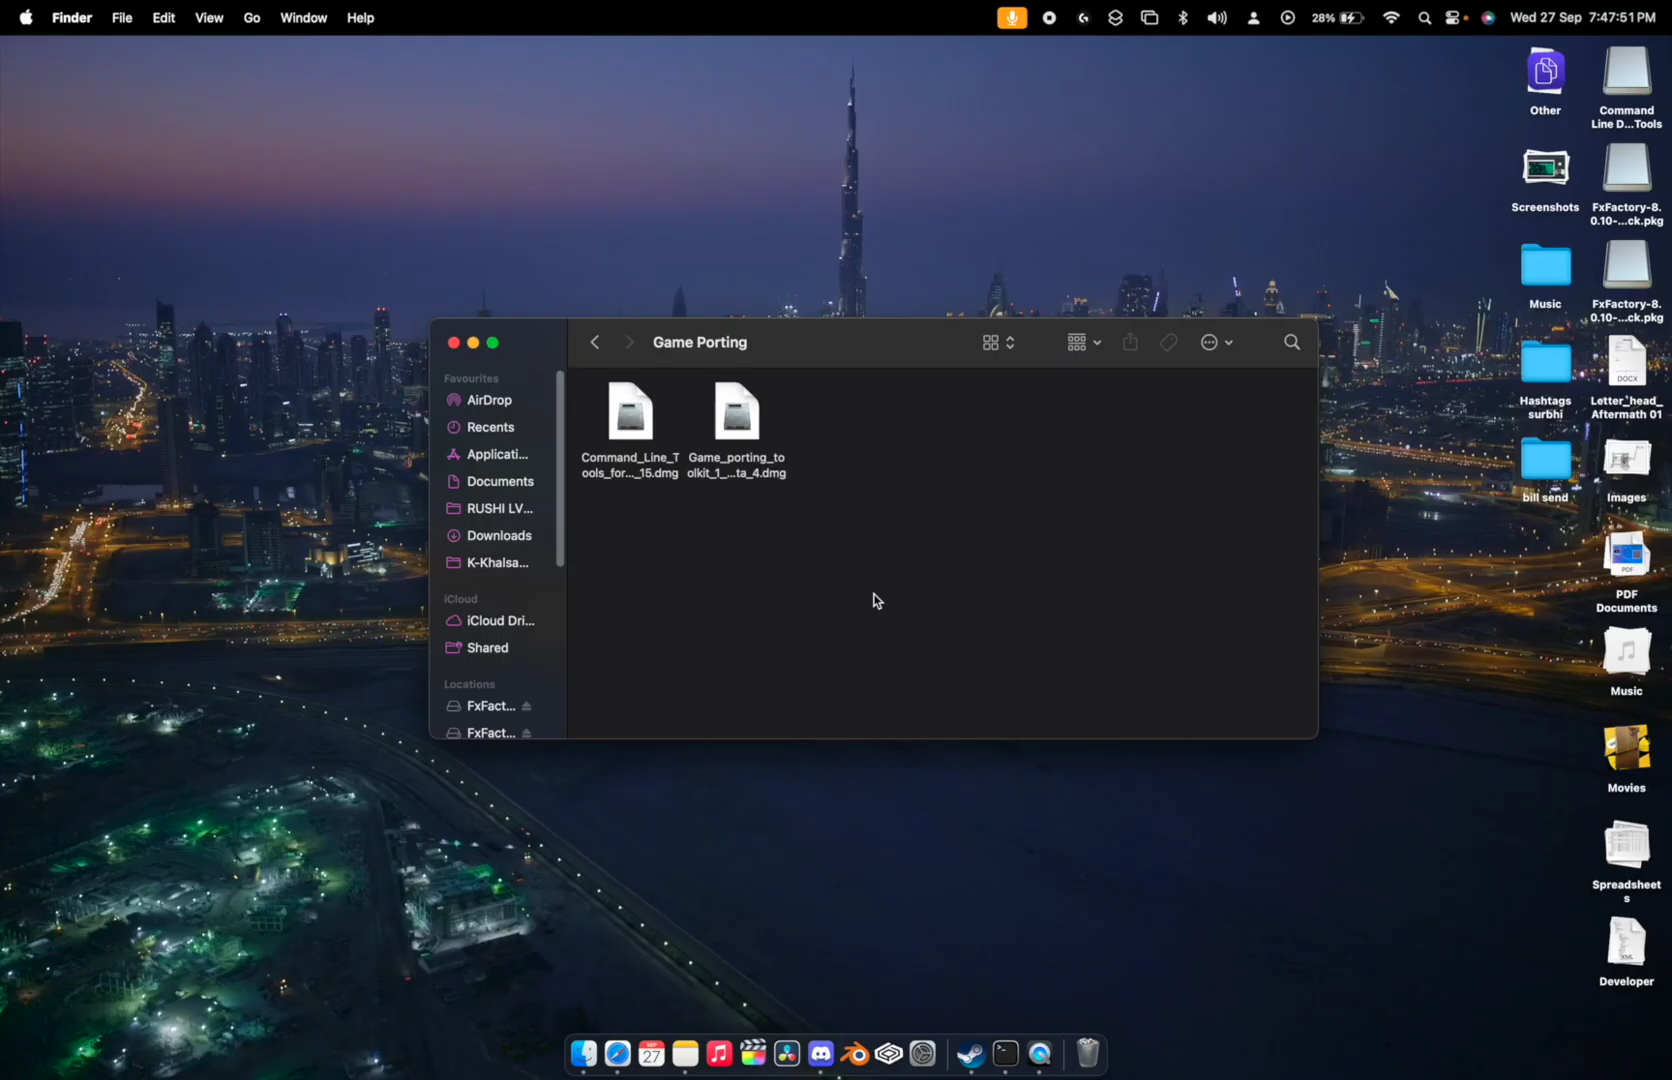 Finder File Edit View Go Window Help
28%
Wed 27 Sep 7:47:51 PM
Other
Command
Line D...Tools
Screenshots
FxFactory-8.
0.10-...ck.pkg
Music
FxFactory-8.
0.10-...ck.pkg
Hashtags
surbhi
DOCX
Letter_head_
Aftermath 01
bill send
Images
PDF
PDF
Documents
Music
Movies
Spreadsheet
s
XML
Developer
Game Porting
Favourites
AirDrop
Recents
Applicati...
Documents
RUSHI LV...
Downloads
K-Khalsa...
iCloud
iCloud Dri...
Shared
Locations
FxFact...
FxFact...
Command_Line_T
ools_for..._15.dmg
Game_porting_to
olkit_1_...ta_4.dmg
SEP
27